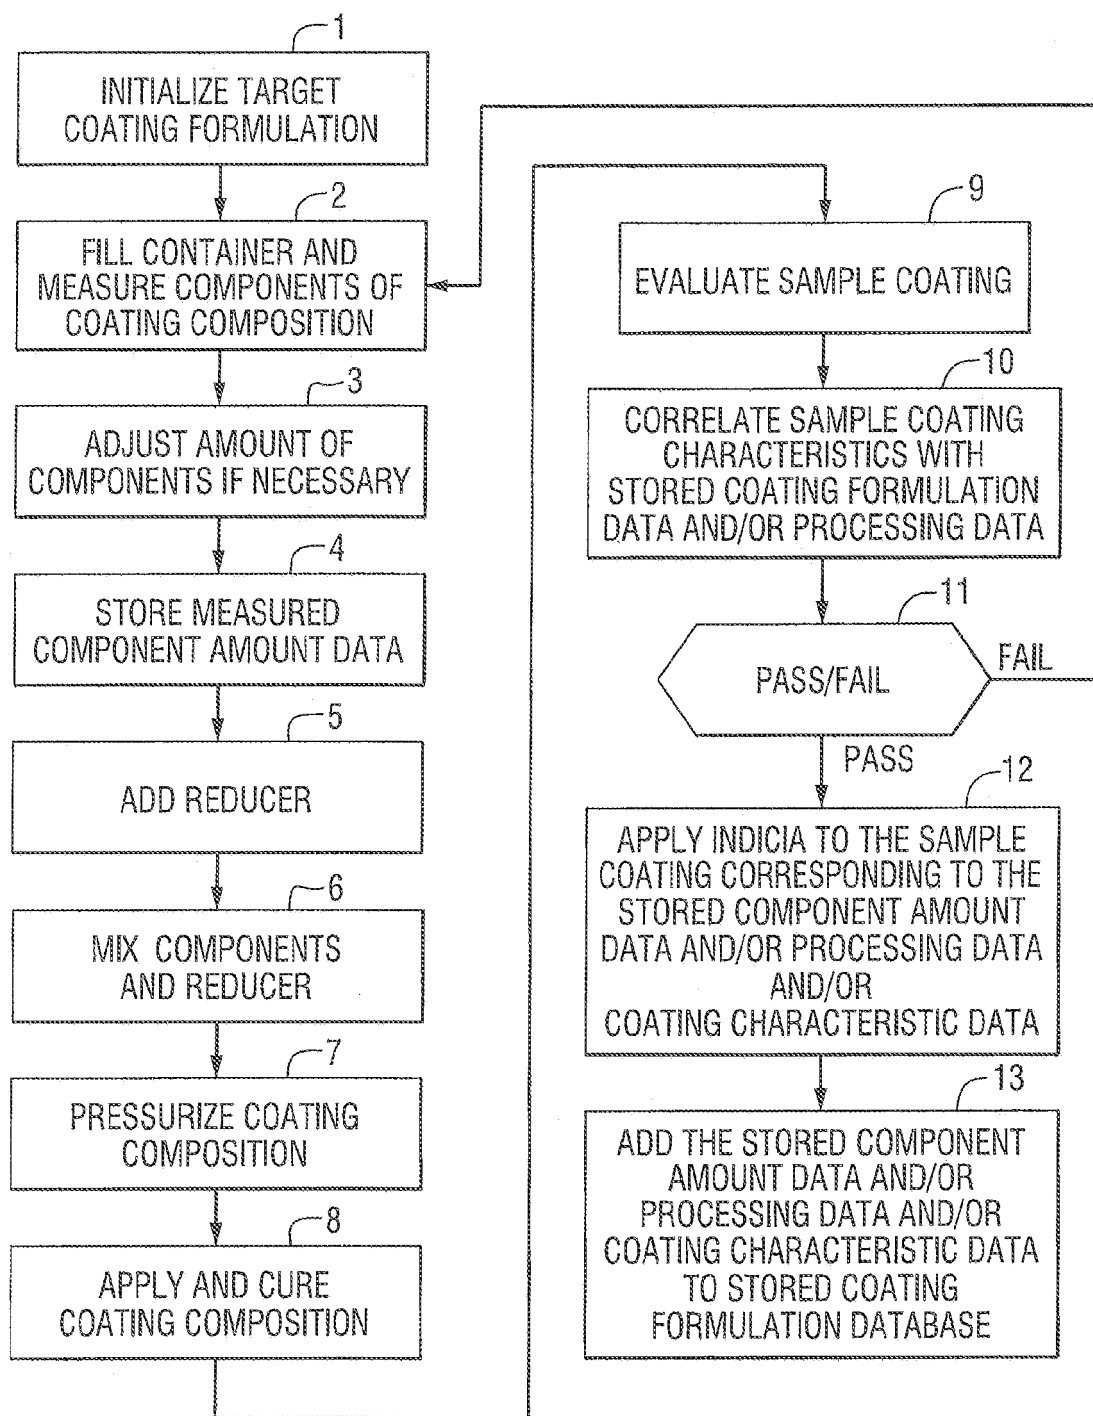 1
INITIALIZE TARGET
COATING FORMULATION
2
FILL CONTAINER AND
MEASURE COMPONENTS OF
COATING COMPOSITION
3
ADJUST AMOUNT OF
COMPONENTS IF NECESSARY
4
STORE MEASURED
COMPONENT AMOUNT DATA
5
ADD REDUCER
6
MIX COMPONENTS
AND REDUCER
7
PRESSURIZE COATING
COMPOSITION
8
APPLY AND CURE
COATING COMPOSITION
9
EVALUATE SAMPLE COATING
10
CORRELATE SAMPLE COATING
CHARACTERISTICS WITH
STORED COATING FORMULATION
DATA AND/OR PROCESSING DATA
11
PASS/FAIL
FAIL
PASS
12
APPLY INDICIA TO THE SAMPLE
COATING CORRESPONDING TO THE
STORED COMPONENT AMOUNT
DATA AND/OR PROCESSING DATA
AND/OR
COATING CHARACTERISTIC DATA
13
ADD THE STORED COMPONENT
AMOUNT DATA AND/OR
PROCESSING DATA AND/OR
COATING CHARACTERISTIC DATA
TO STORED COATING
FORMULATION DATABASE